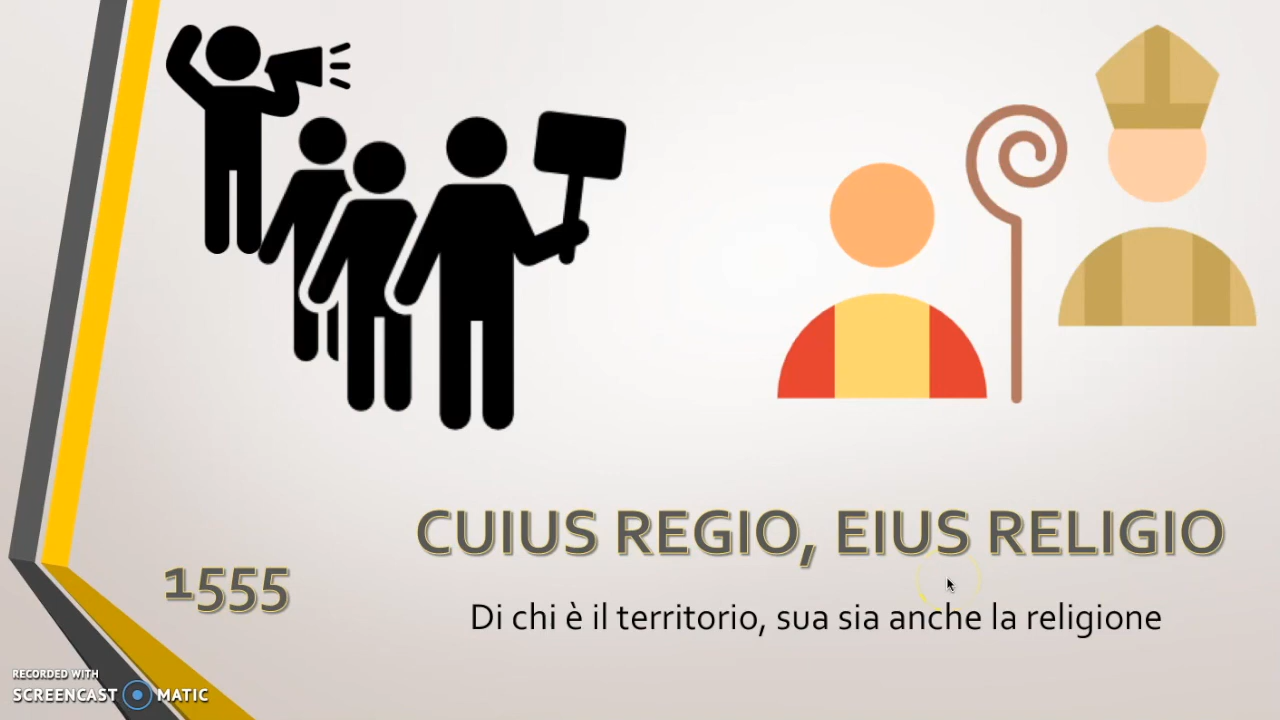 CUIUS REGIO, EIUS RELIGIO
1555
Di chi è il territorio, sua sia anche la religione
RECORDED WITH
SCREENCAST MATIC